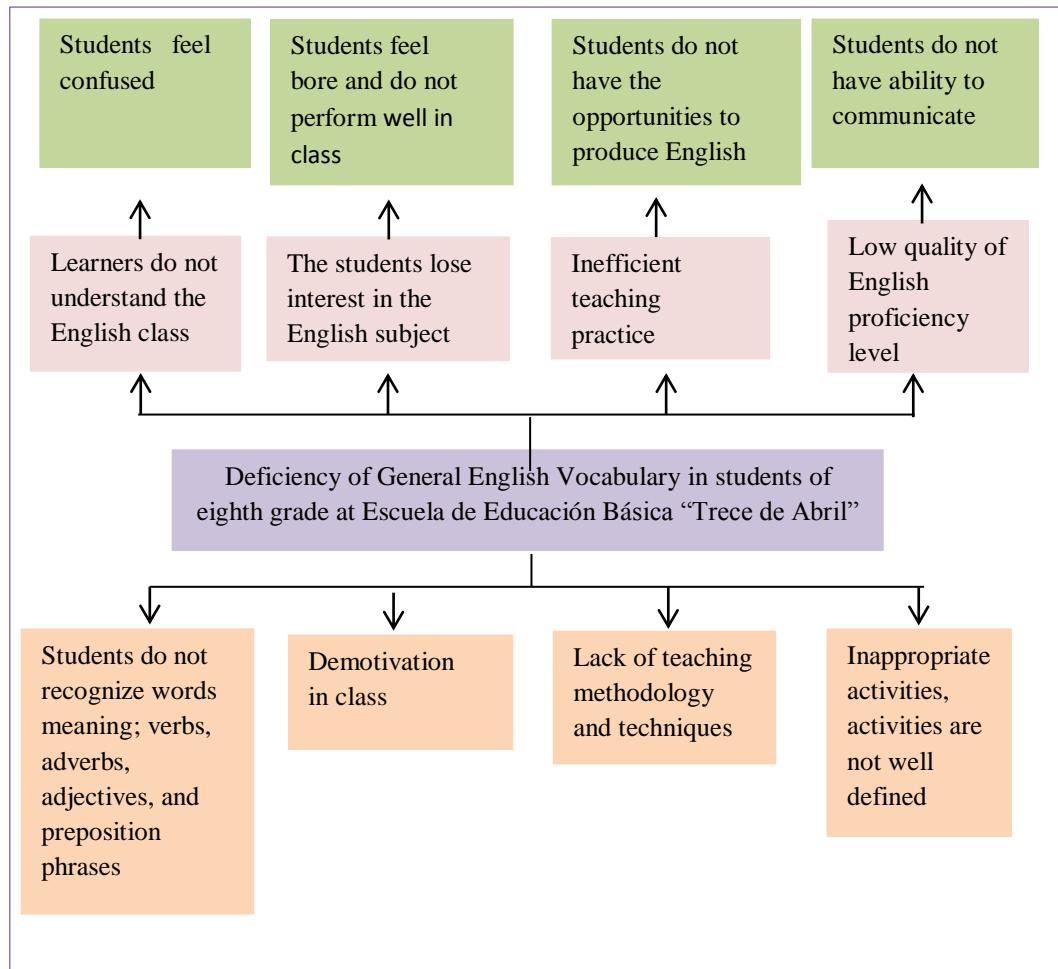 Students feel
confused
Students feel
bore and do not
perform well in
class
Students do not
have the
opportunities to
produce English
Students do not
have ability to
communicate
Learners do not
understand the
English class
The students lose
interest in the
English subject
Inefficient
teaching
practice
Low quality of
English
proficiency
level
Deficiency of General English Vocabulary in students of
eighth grade at Escuela de Educación Básica “Trece de Abril”
Students do not
recognize words
meaning; verbs,
adverbs,
adjectives, and
preposition
phrases
Demotivation
in class
Lack of teaching
methodology
and techniques
Inappropriate
activities,
activities are
not well
defined